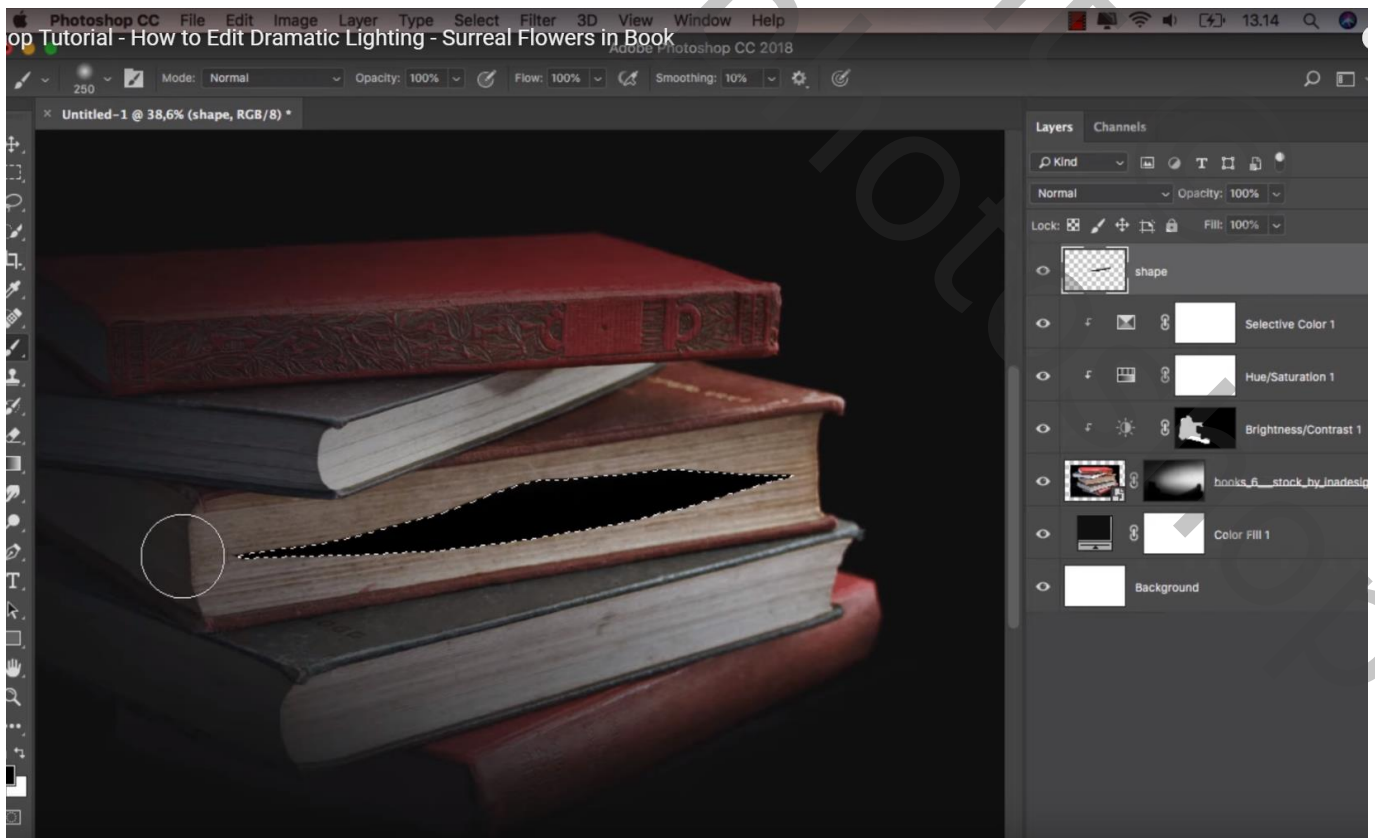 Photoshop CC File Edit Image Layer Type Select Filter 3D View Window Help 13.14
op Tutorial - How to Edit Dramatic Lighting - Surreal Flowers in Book
Adobe Photoshop CC 2018
250 Mode: Normal Opacity: 100% Flow: 100% Smoothing: 10%
× Untitled-1 @ 38,6% (shape, RGB/8) *
Layers Channels
Kind
Normal Opacity: 100%
Lock: Fill: 100%
shape
Selective Color 1
Hue/Saturation 1
Brightness/Contrast 1
books_6__stock_by_inadesig
Color Fill 1
Background